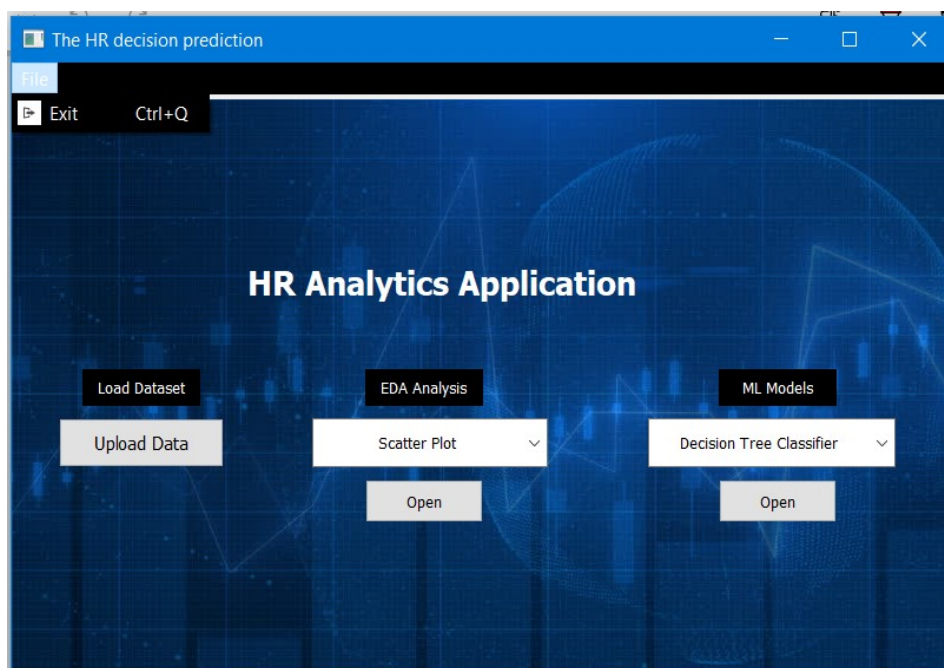 The HR decision prediction
File
Exit Ctrl+Q
HR Analytics Application
Load Dataset EDA Analysis ML Models
Upload Data Scatter Plot Decision Tree Classifier
Open Open